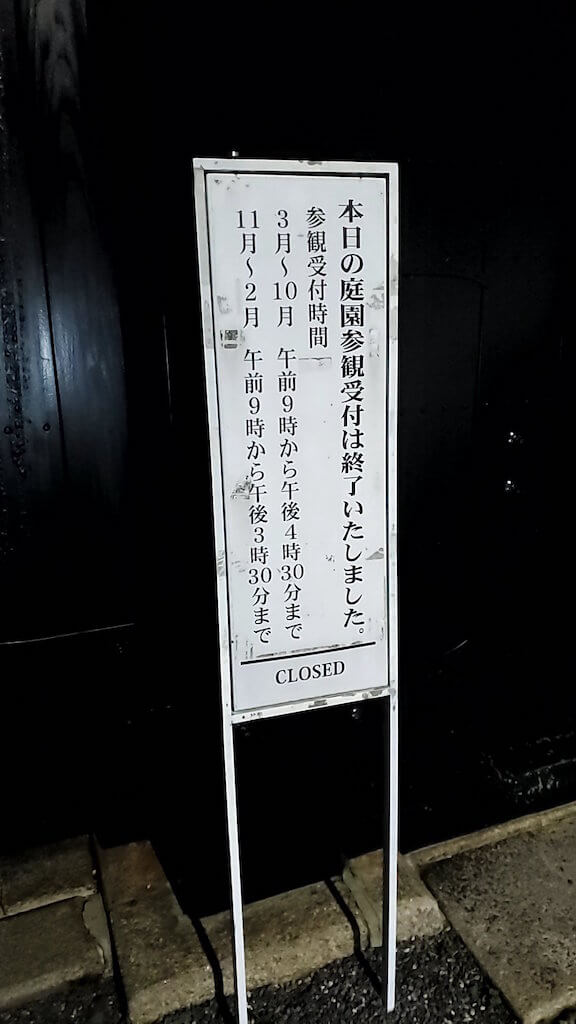 本日の庭園参観受付は終了いたしました。
参観受付時間
3月〜10月 午前9時から午後4時30分まで
11月〜2月 午前9時から午後3時30分まで
CLOSED